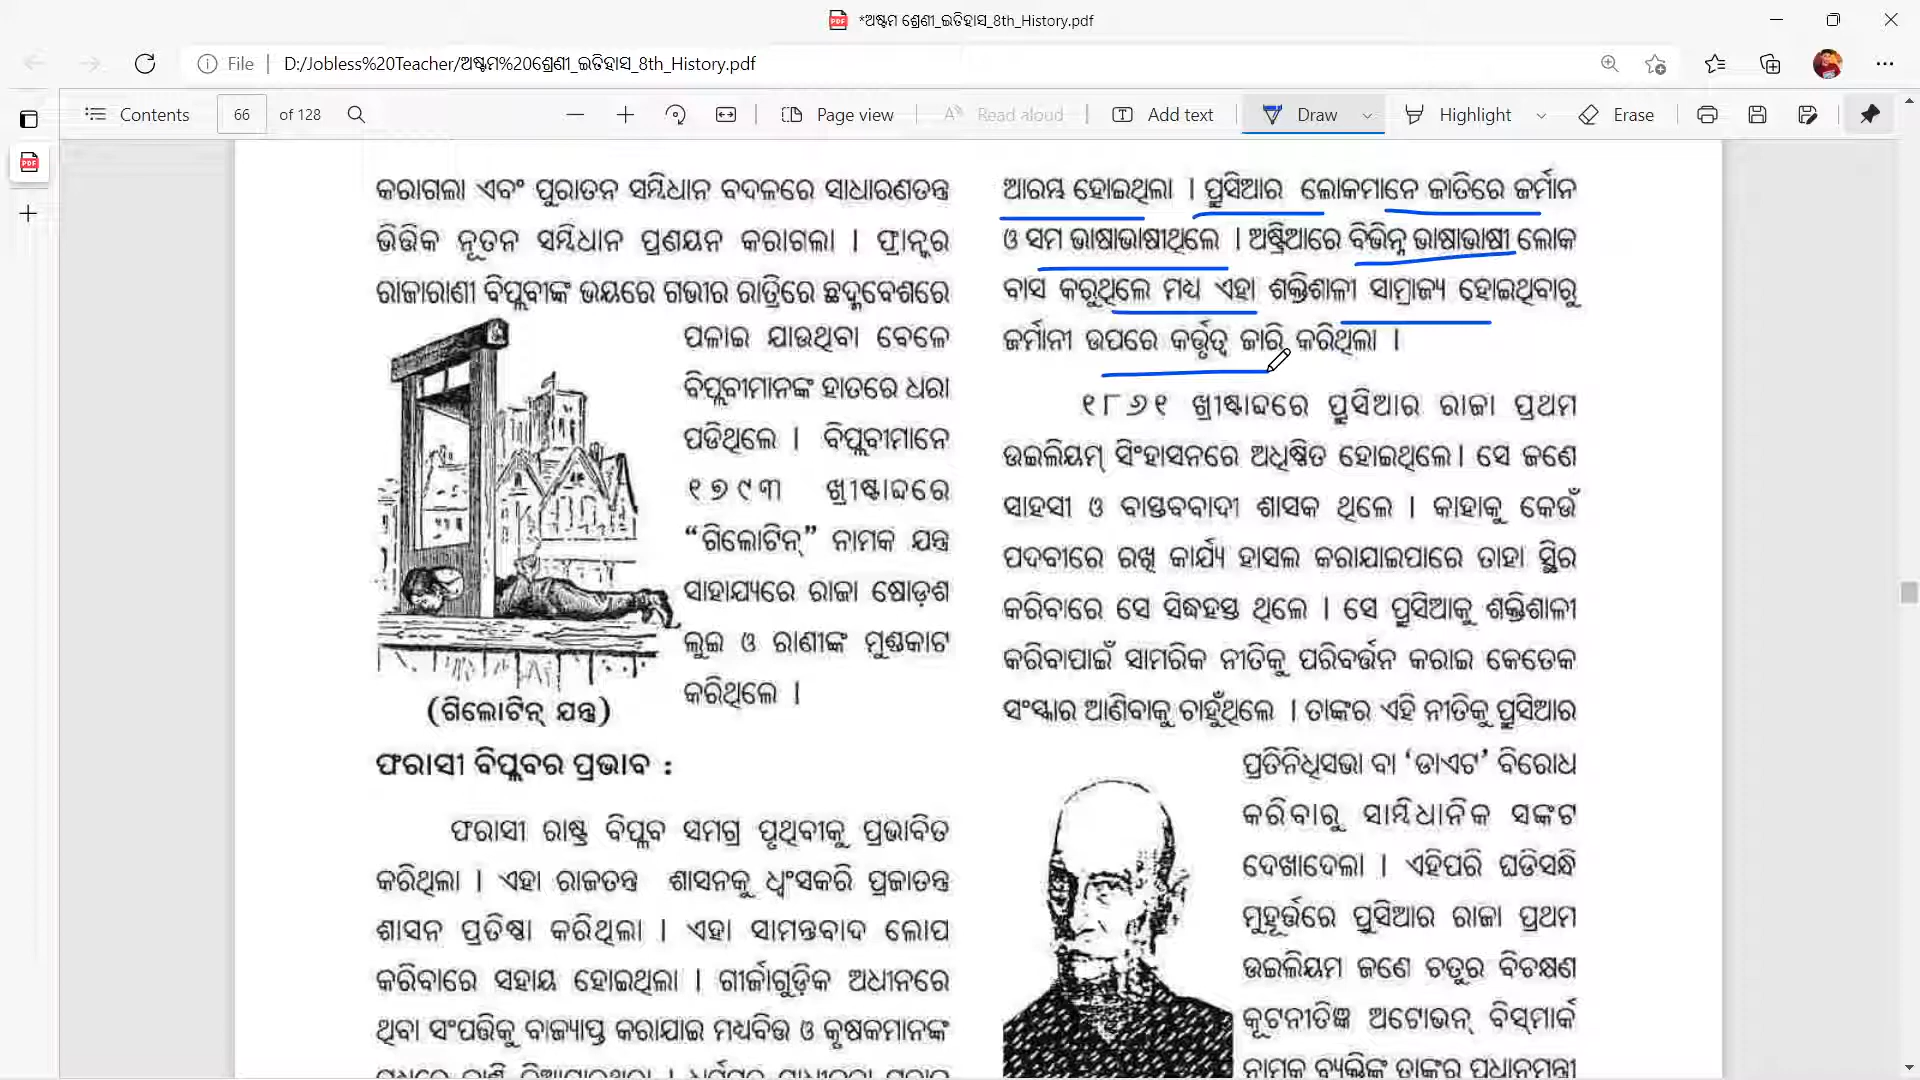 *ଅଷ୍ଟମ ଶ୍ରେଣୀ_ଇତିହାସ_8th_History.pdf
File
D:/Jobless%20Teacher/ଅଷ୍ଟମ%20ଶ୍ରେଣୀ_ଇତିହାସ_8th_History.pdf
Contents 66 of 128 Page view Read aloud Add text Draw Highlight Erase
କରାଗଲା ଏବଂ ପୁରାତନ ସମ୍ବିଧାନ ବଦଳରେ ସାଧାରଣତନ୍ତ୍ର
ଭିତ୍ତିକ ନୂତନ ସମ୍ବିଧାନ ପ୍ରଣୟନ କରାଗଲା । ଫ୍ରାନ୍ସର
ରାଜାରାଣୀ ବିପ୍ଳବୀଙ୍କ ଭୟରେ ଗଭୀର ରାତ୍ରିରେ ଛଦ୍ମବେଶରେ
ପଳାଇ ଯାଉଥିବା ବେଳେ
ବିପ୍ଳବୀମାନଙ୍କ ହାତରେ ଧରା
ପଡିଥିଲେ । ବିପ୍ଳବୀମାନେ
୧୭୯୩ ଖ୍ରୀଷ୍ଟାବ୍ଦରେ
“ଗିଲୋଟିନ୍” ନାମକ ଯନ୍ତ୍ର
ସାହାଯ୍ୟରେ ରାଜା ଷୋଡ଼ଶ
ଲୁଇ ଓ ରାଣୀଙ୍କ ମୁଣ୍ଡକାଟ
କରିଥିଲେ ।
(ଗିଲୋଟିନ୍ ଯନ୍ତ୍ର)
ଫରାସୀ ବିପ୍ଳବର ପ୍ରଭାବ :
ଫରାସୀ ରାଷ୍ଟ୍ର ବିପ୍ଳବ ସମଗ୍ର ପୃଥିବୀକୁ ପ୍ରଭାବିତ
କରିଥିଲା । ଏହା ରାଜତନ୍ତ୍ର ଶାସନକୁ ଧ୍ୱଂସକରି ପ୍ରଜାତନ୍ତ୍ର
ଶାସନ ପ୍ରତିଷ୍ଠା କରିଥିଲା । ଏହା ସାମନ୍ତବାଦ ଲୋପ
କରିବାରେ ସହାୟ ହୋଇଥିଲା । ଗୀର୍ଜାଗୁଡ଼ିକ ଅଧୀନରେ
ଥିବା ସଂପତ୍ତିକୁ ବାଜ୍ୟାପ୍ତ କରାଯାଇ ମଧ୍ୟବିତ୍ତ ଓ କୃଷକମାନଙ୍କ
ଆରମ୍ଭ ହୋଇଥିଲା । ପ୍ରୁସିଆର ଲୋକମାନେ ଜାତିରେ ଜର୍ମାନ
ଓ ସମ ଭାଷାଭାଷୀଥିଲେ । ଅଷ୍ଟ୍ରିଆରେ ବିଭିନ୍ନ ଭାଷାଭାଷୀ ଲୋକ
ବାସ କରୁଥିଲେ ମଧ୍ୟ ଏହା ଶକ୍ତିଶାଳୀ ସାମ୍ରାଜ୍ୟ ହୋଇଥିବାରୁ
ଜର୍ମାନୀ ଉପରେ କର୍ତ୍ତୃତ୍ୱ ଜାରି କରିଥିଲା ।
୧୮୬୧ ଖ୍ରୀଷ୍ଟାବ୍ଦରେ ପ୍ରୁସିଆର ରାଜା ପ୍ରଥମ
ଉଇଲିୟମ୍ ସିଂହାସନରେ ଅଧିଷ୍ଠିତ ହୋଇଥିଲେ। ସେ ଜଣେ
ସାହସୀ ଓ ବାସ୍ତବବାଦୀ ଶାସକ ଥିଲେ । କାହାକୁ କେଉଁ
ପଦବୀରେ ରଖି କାର୍ଯ୍ୟ ହାସଲ କରାଯାଇପାରେ ତାହା ସ୍ଥିର
କରିବାରେ ସେ ସିଦ୍ଧହସ୍ତ ଥିଲେ । ସେ ପ୍ରୁସିଆକୁ ଶକ୍ତିଶାଳୀ
କରିବାପାଇଁ ସାମରିକ ନୀତିକୁ ପରିବର୍ତ୍ତନ କରାଇ କେତେକ
ସଂସ୍କାର ଆଣିବାକୁ ଚାହୁଁଥିଲେ । ତାଙ୍କର ଏହି ନୀତିକୁ ପ୍ରୁସିଆର
ପ୍ରତିନିଧିସଭା ବା ‘ଡାଏଟ’ ବିରୋଧ
କରିବାରୁ ସାମ୍ବିଧାନିକ ସଙ୍କଟ
ଦେଖାଦେଲା । ଏହିପରି ଘଡିସନ୍ଧି
ମୁହୂର୍ତ୍ତରେ ପ୍ରୁସିଆର ରାଜା ପ୍ରଥମ
ଉଇଲିୟମ ଜଣେ ଚତୁର ବିଚକ୍ଷଣ
କୂଟନୀତିଜ୍ଞ ଅଟୋଭନ୍ ବିସ୍ମାର୍କ
ନାମକ ବ୍ୟକ୍ତିଙ୍କ ତାଙ୍କର ପ୍ରଧାନମନ୍ତ୍ରୀ